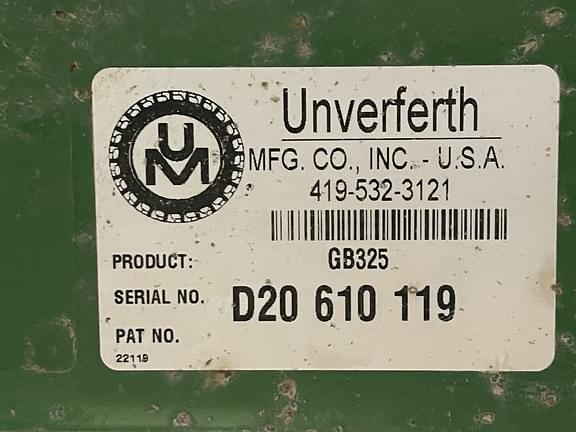 UM
Unverferth
MFG. CO., INC. - U.S.A.
419-532-3121
PRODUCT: GB325
SERIAL NO. D20 610 119
PAT NO.
22119